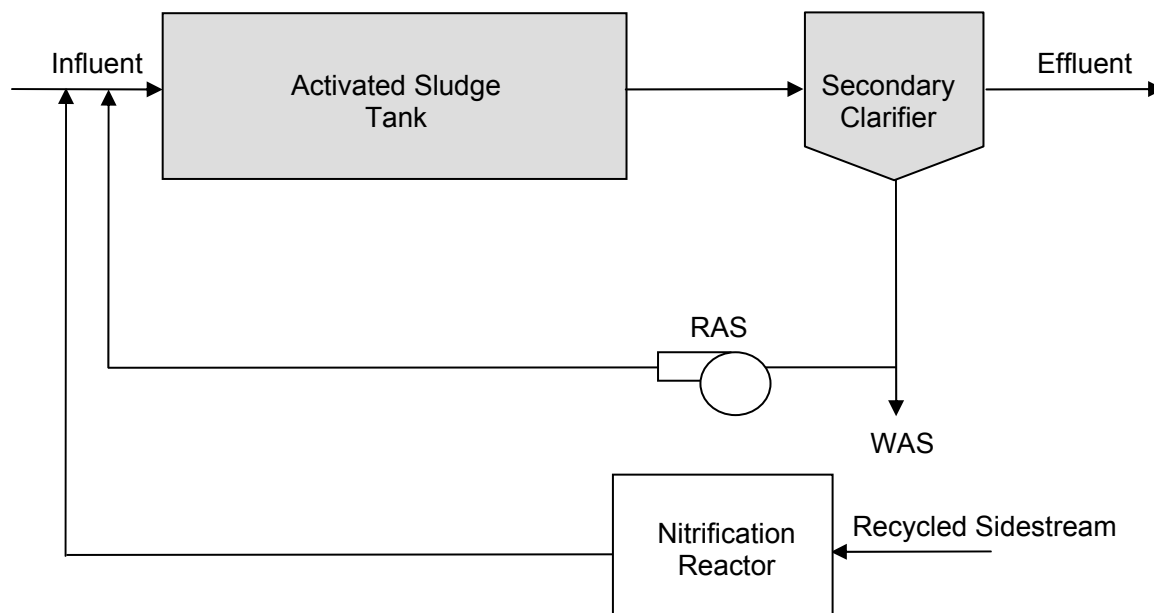 Influent
Activated Sludge
Tank
Secondary
Clarifier
Effluent
RAS
WAS
Nitrification
Reactor
Recycled Sidestream